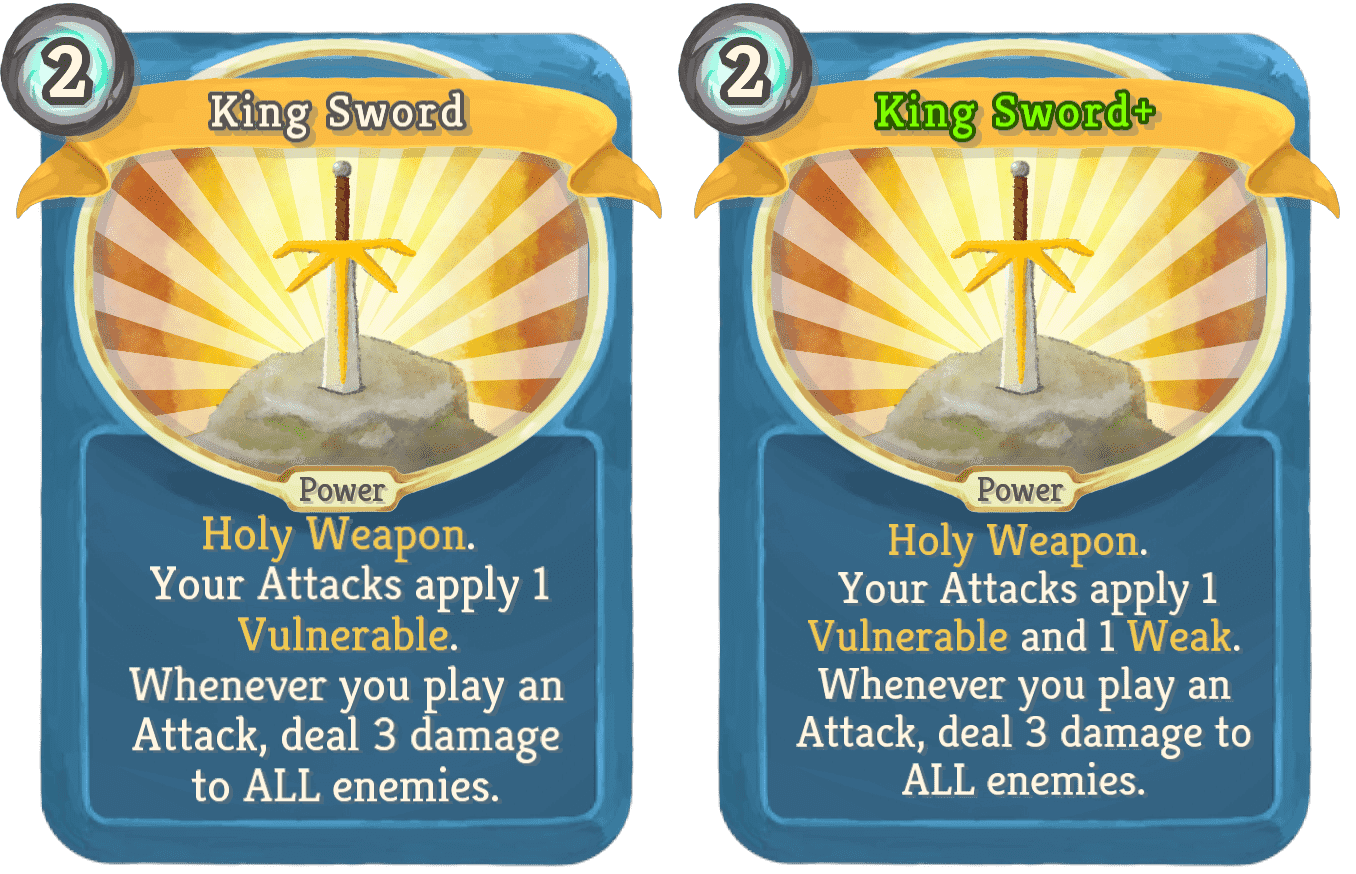 2
King Sword
Power
Holy Weapon.
Your Attacks apply 1
Vulnerable.
Whenever you play an
Attack, deal 3 damage
to ALL enemies.
2
King Sword+
Power
Holy Weapon.
Your Attacks apply 1
Vulnerable and 1 Weak.
Whenever you play an
Attack, deal 3 damage to
ALL enemies.